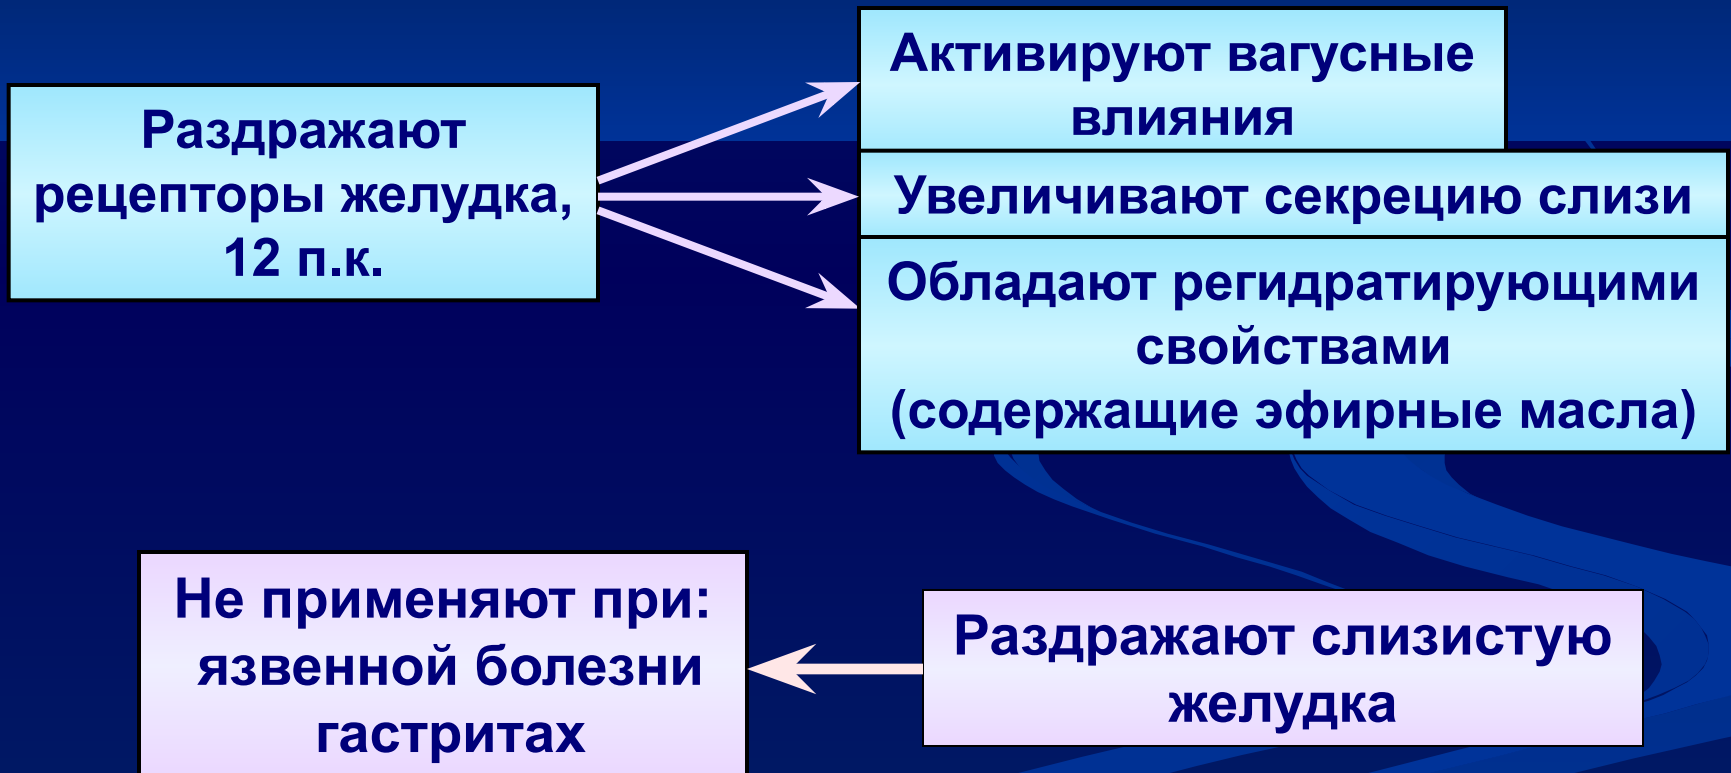 Раздражают
рецепторы желудка,
12 п.к.
Активируют вагусные
влияния
Увеличивают секрецию слизи
Обладают регидратирующими
свойствами
(содержащие эфирные масла)
Не применяют при:
язвенной болезни
гастритах
Раздражают слизистую
желудка